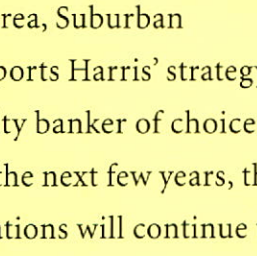 rea, Suburban
ports Harris’ strategy
ty banker of choice
the next few years, th
ations will continue